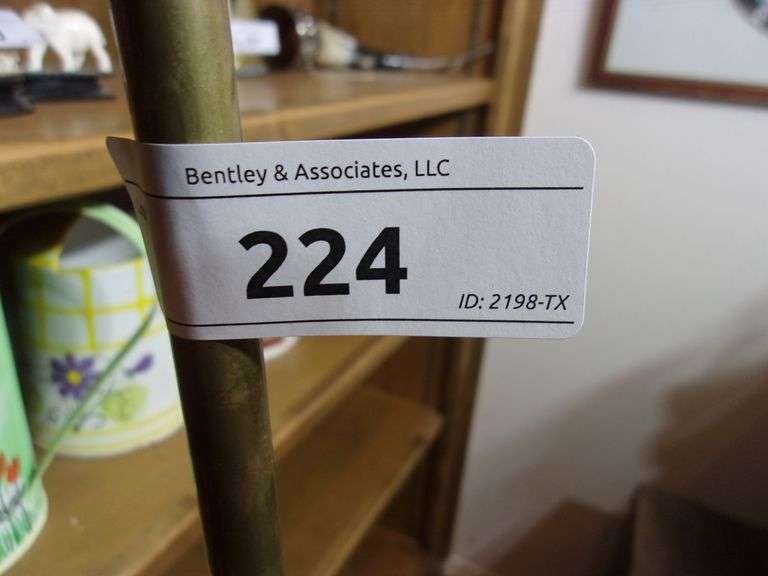 Bentley & Associates, LLC
224
ID: 2198-TX